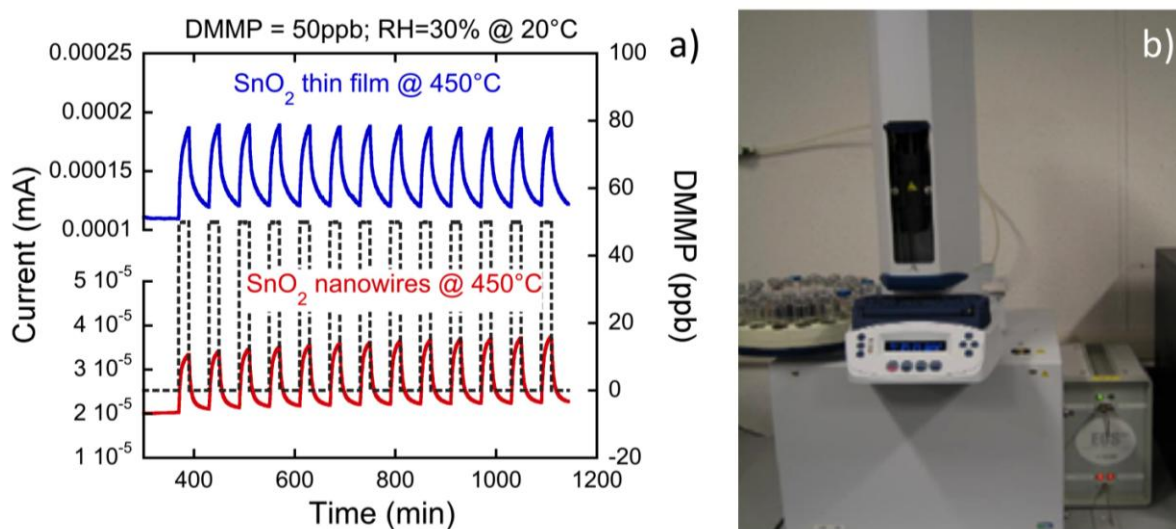 DMMP = 50ppb; RH=30% @ 20°C
a)
b)
SnO₂ thin film @ 450°C
SnO₂ nanowires @ 450°C
Current (mA)
0.00025
0.0002
0.00015
0.0001
5 10⁻⁵
4 10⁻⁵
3 10⁻⁵
2 10⁻⁵
1 10⁻⁵
DMMP (ppb)
100
80
60
40
20
0
-20
400
600
800
1000
1200
Time (min)